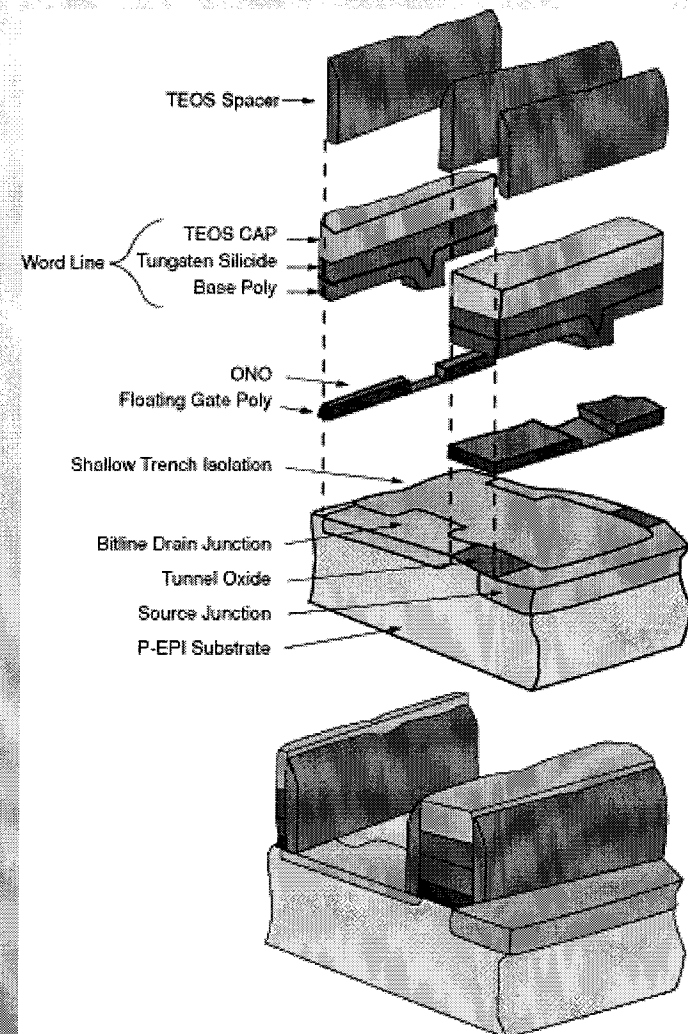 TEOS Spacer
TEOS CAP
Word Line
Tungsten Silicide
Base Poly
ONO
Floating Gate Poly
Shallow Trench Isolation
Bitline Drain Junction
Tunnel Oxide
Source Junction
P-EPI Substrate